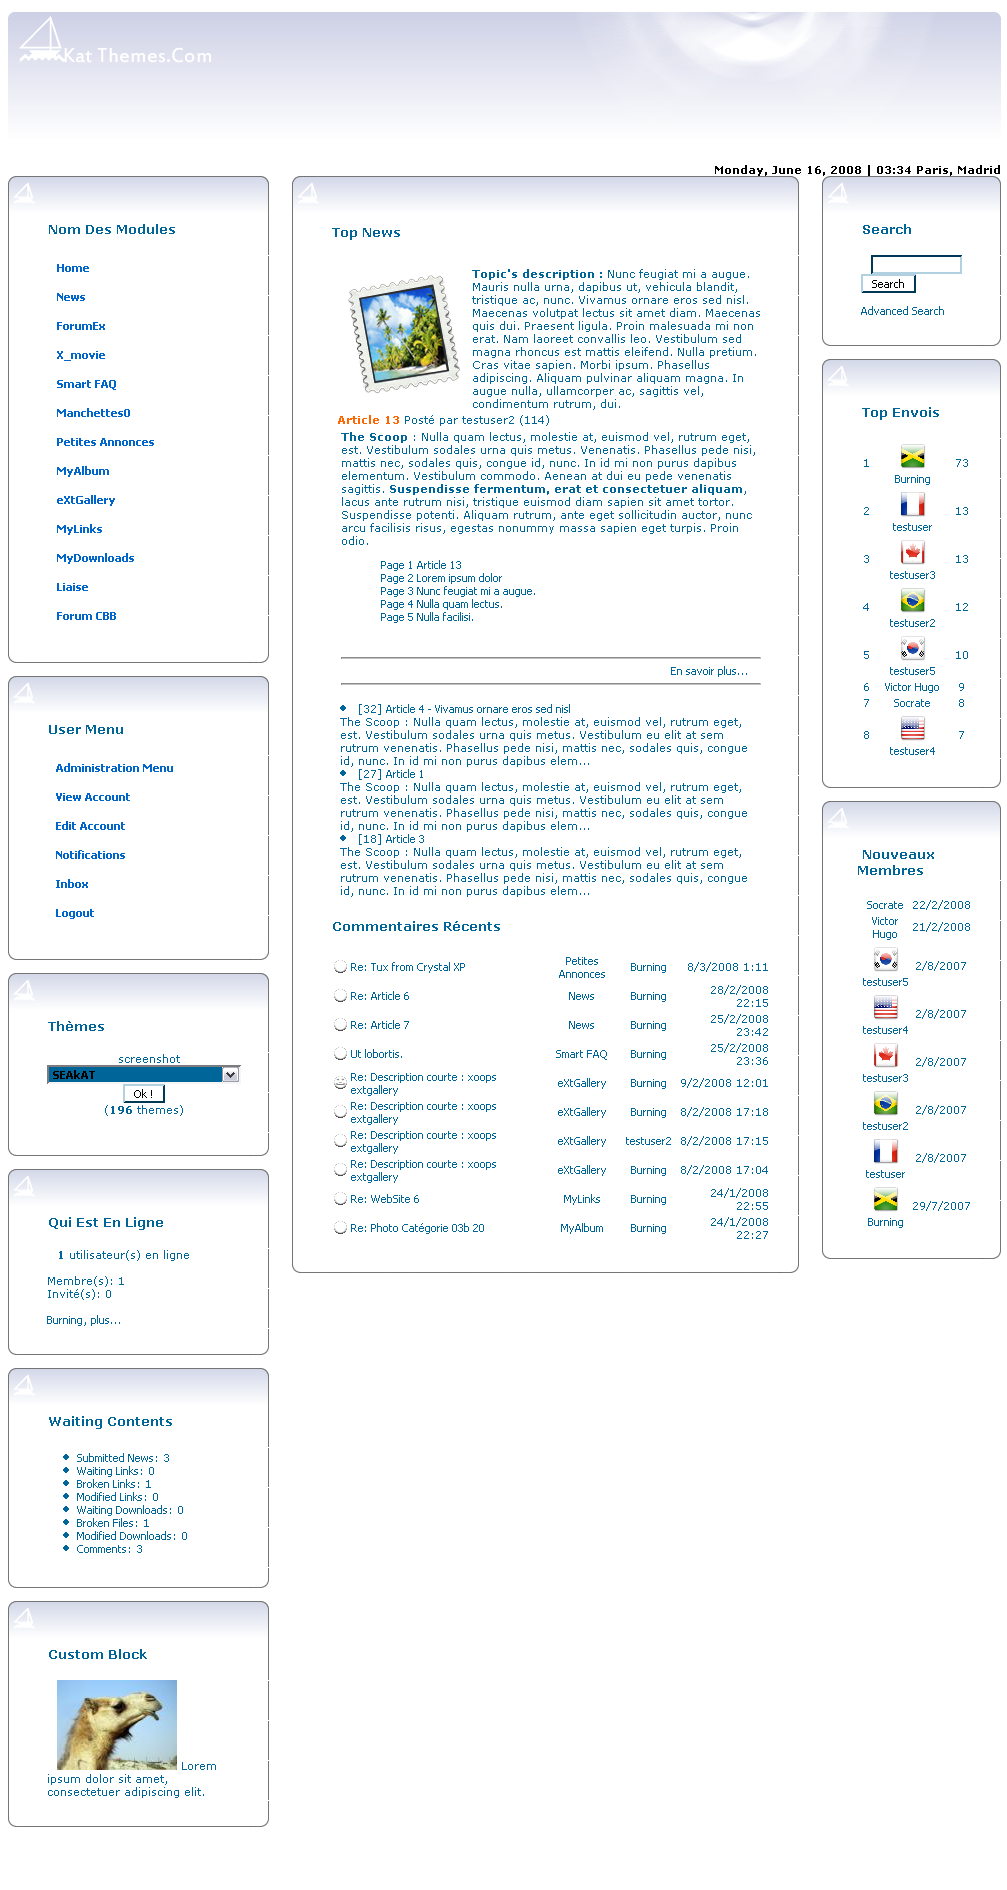 Kat Themes.Com
Monday, June 16, 2008 | 03:34 Paris, Madrid
Nom Des Modules
Home
News
ForumEx
X_movie
Smart FAQ
Manchettes0
Petites Annonces
MyAlbum
eXtGallery
MyLinks
MyDownloads
Liaise
Forum CBB
User Menu
Administration Menu
View Account
Edit Account
Notifications
Inbox
Logout
Thèmes
screenshot
SEAkAT
Ok !
(196 themes)
Qui Est En Ligne
1 utilisateur(s) en ligne
Membre(s): 1
Invité(s): 0
Burning, plus...
Waiting Contents
Submitted News: 3
Waiting Links: 0
Broken Links: 1
Modified Links: 0
Waiting Downloads: 0
Broken Files: 1
Modified Downloads: 0
Comments: 3
Custom Block
Lorem
ipsum dolor sit amet,
consectetuer adipiscing elit.
Top News
Topic's description : Nunc feugiat mi a augue.
Mauris nulla urna, dapibus ut, vehicula blandit,
tristique ac, nunc. Vivamus ornare eros sed nisl.
Maecenas volutpat lectus sit amet diam. Maecenas
quis dui. Praesent ligula. Proin malesuada mi non
erat. Nam laoreet convallis leo. Vestibulum sed
magna rhoncus est mattis eleifend. Nulla pretium.
Cras vitae sapien. Morbi ipsum. Phasellus
adipiscing. Aliquam pulvinar aliquam magna. In
augue nulla, ullamcorper ac, sagittis vel,
condimentum rutrum, dui.
Article 13 Posté par testuser2 (114)
The Scoop : Nulla quam lectus, molestie at, euismod vel, rutrum eget,
est. Vestibulum sodales urna quis metus. Venenatis. Phasellus pede nisi,
mattis nec, sodales quis, congue id, nunc. In id mi non purus dapibus
elementum. Vestibulum commodo. Aenean at dui eu pede venenatis
sagittis. Suspendisse fermentum, erat et consectetuer aliquam,
lacus ante rutrum nisi, tristique euismod diam sapien sit amet tortor.
Suspendisse potenti. Aliquam rutrum, ante eget sollicitudin auctor, nunc
arcu facilisis risus, egestas nonummy massa sapien eget turpis. Proin
odio.
Page 1 Article 13
Page 2 Lorem ipsum dolor
Page 3 Nunc feugiat mi a augue.
Page 4 Nulla quam lectus.
Page 5 Nulla facilisi.
En savoir plus...
[32] Article 4 - Vivamus ornare eros sed nisl
The Scoop : Nulla quam lectus, molestie at, euismod vel, rutrum eget,
est. Vestibulum sodales urna quis metus. Vestibulum eu elit at sem
rutrum venenatis. Phasellus pede nisi, mattis nec, sodales quis, congue
id, nunc. In id mi non purus dapibus elem...
[27] Article 1
The Scoop : Nulla quam lectus, molestie at, euismod vel, rutrum eget,
est. Vestibulum sodales urna quis metus. Vestibulum eu elit at sem
rutrum venenatis. Phasellus pede nisi, mattis nec, sodales quis, congue
id, nunc. In id mi non purus dapibus elem...
[18] Article 3
The Scoop : Nulla quam lectus, molestie at, euismod vel, rutrum eget,
est. Vestibulum sodales urna quis metus. Vestibulum eu elit at sem
rutrum venenatis. Phasellus pede nisi, mattis nec, sodales quis, congue
id, nunc. In id mi non purus dapibus elem...
Commentaires Récents
Re: Tux from Crystal XP Petites Annonces Burning 8/3/2008 1:11
Re: Article 6 News Burning 28/2/2008 22:15
Re: Article 7 News Burning 25/2/2008 23:42
Ut lobortis. Smart FAQ Burning 25/2/2008 23:36
Re: Description courte : xoops extgallery eXtGallery Burning 9/2/2008 12:01
Re: Description courte : xoops extgallery eXtGallery Burning 8/2/2008 17:18
Re: Description courte : xoops extgallery eXtGallery testuser2 8/2/2008 17:15
Re: Description courte : xoops extgallery eXtGallery Burning 8/2/2008 17:04
Re: WebSite 6 MyLinks Burning 24/1/2008 22:55
Re: Photo Catégorie 03b 20 MyAlbum Burning 24/1/2008 22:27
Search
Search
Advanced Search
Top Envois
1 Burning 73
2 testuser 13
3 testuser3 13
4 testuser2 12
5 testuser5 10
6 Victor Hugo 9
7 Socrate 8
8 testuser4 7
Nouveaux
Membres
Socrate 22/2/2008
Victor Hugo 21/2/2008
testuser5 2/8/2007
testuser4 2/8/2007
testuser3 2/8/2007
testuser2 2/8/2007
testuser 2/8/2007
Burning 29/7/2007